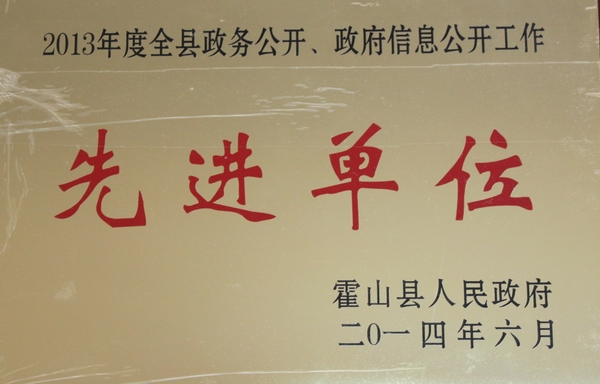 2013年度全县政务公开、政府信息公开工作
先进单位
霍山县人民政府
二〇一四年六月